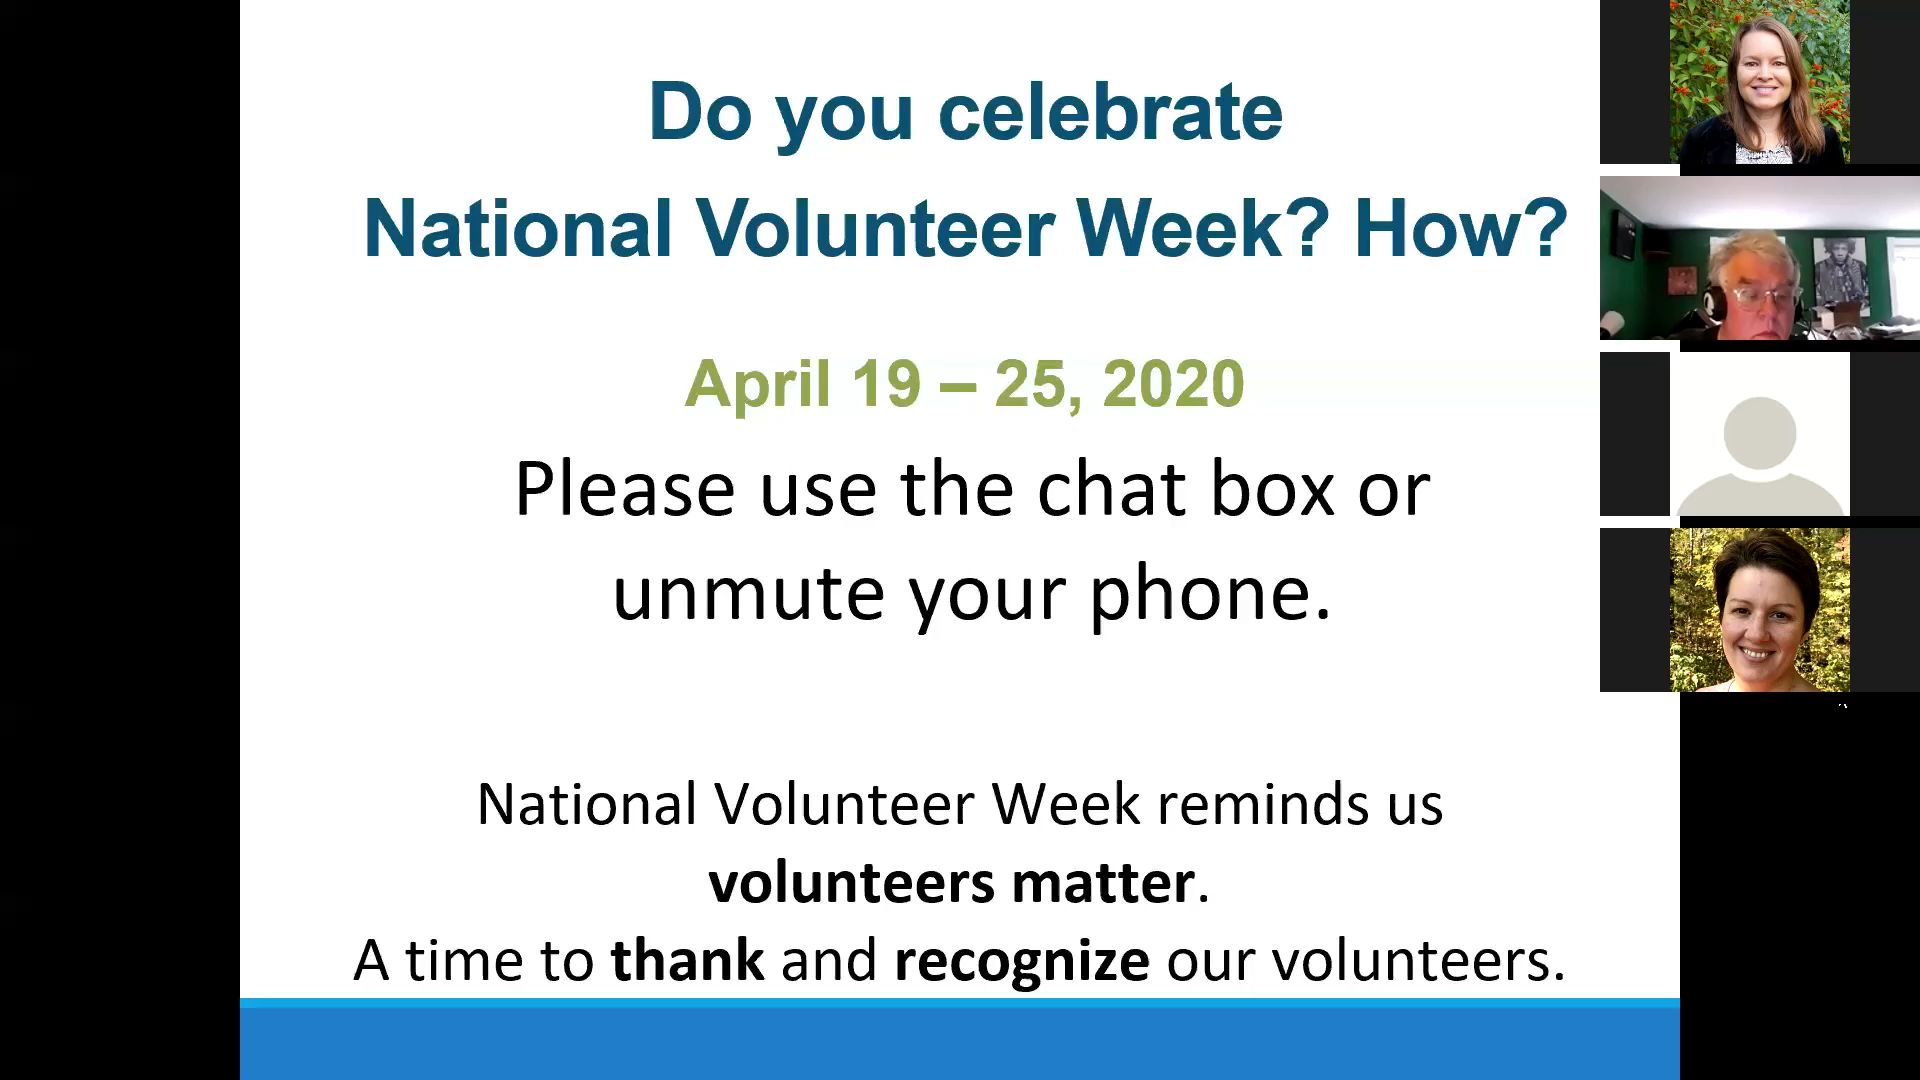 Do you celebrate
National Volunteer Week? How?
April 19 – 25, 2020
Please use the chat box or
unmute your phone.
National Volunteer Week reminds us
volunteers matter.
A time to thank and recognize our volunteers.